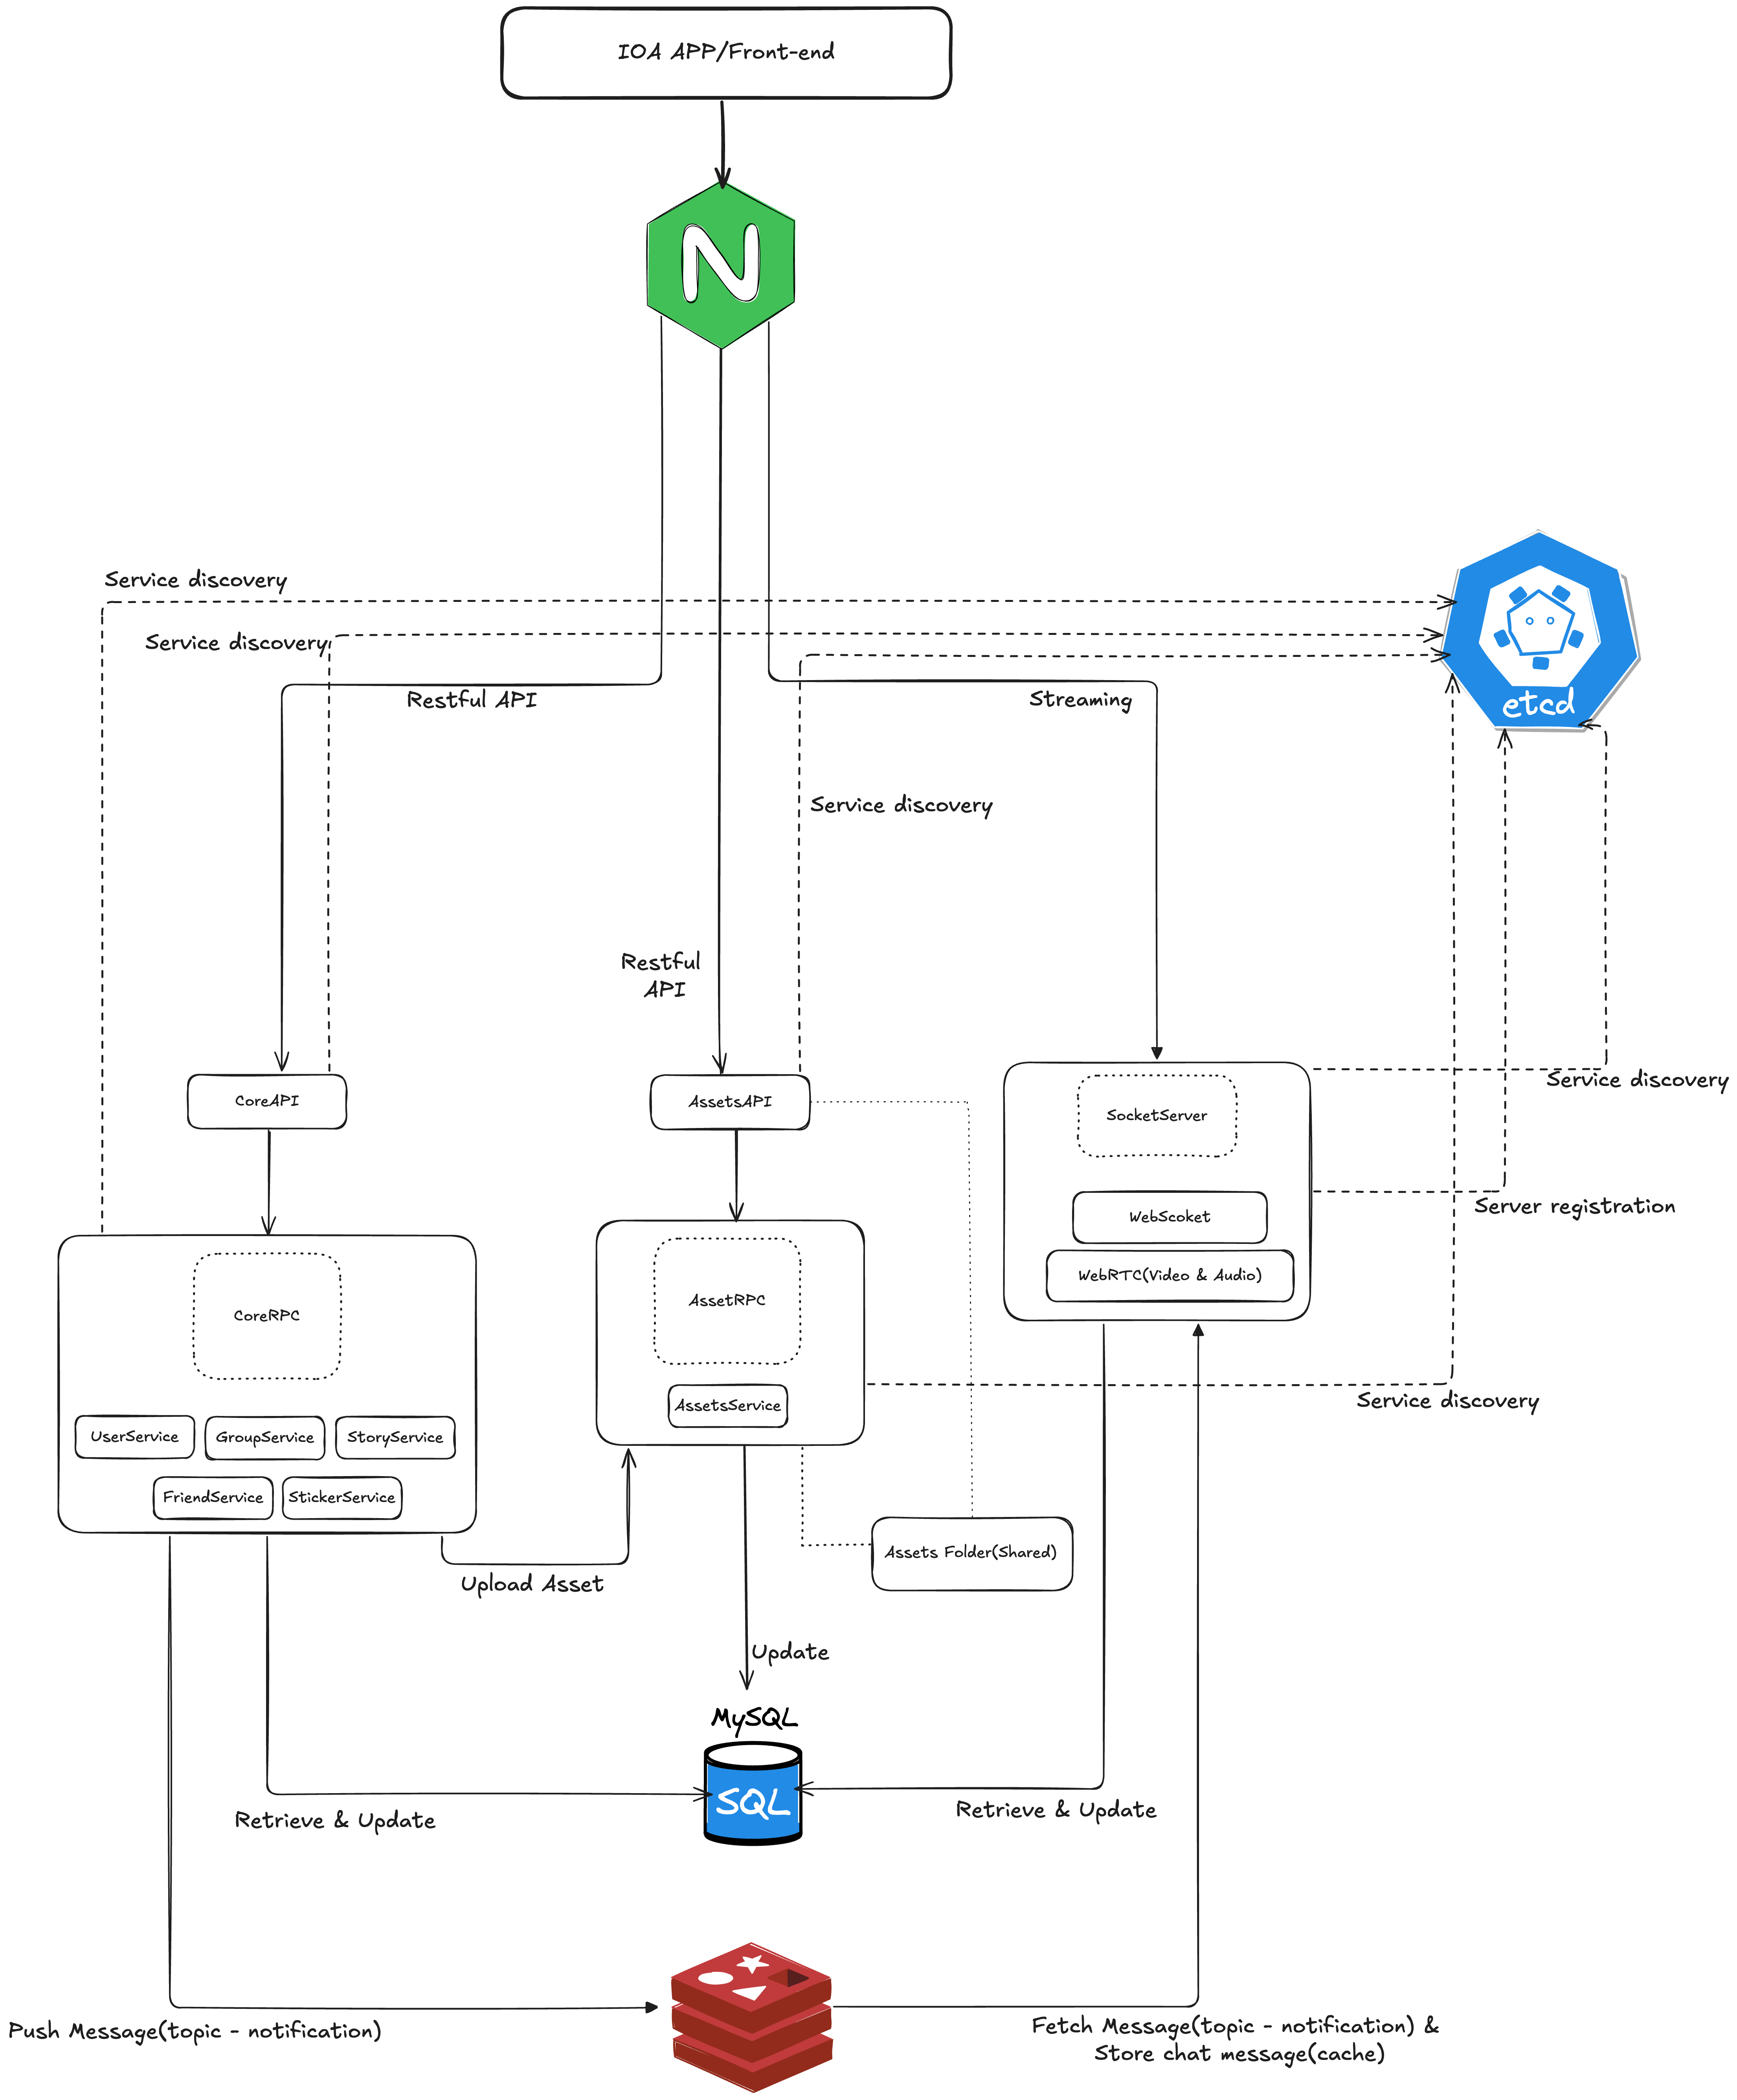 IOA APP/Front-end
N
Service discovery
Service discovery
Restful API
Streaming
etcd
Service discovery
Restful
API
CoreAPI
AssetsAPI
Service discovery
SocketServer
Server registration
WebScoket
WebRTC(Video & Audio)
CoreRPC
AssetRPC
AssetsService
Service discovery
UserService
GroupService
StoryService
FriendService
StickerService
Assets Folder(Shared)
Upload Asset
Update
MySQL
SQL
Retrieve & Update
Retrieve & Update
Push Message(topic - notification)
Fetch Message(topic - notification) &
Store chat message(cache)